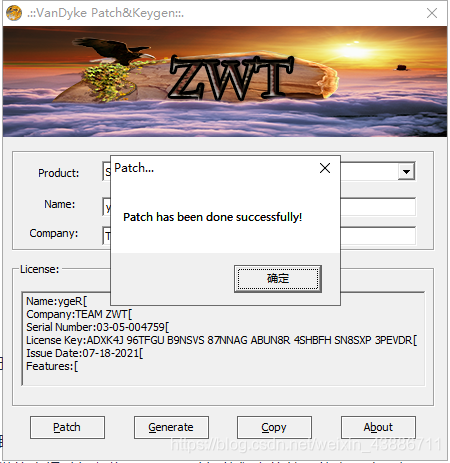 .::VanDyke Patch&Keygen::.
ZWT
Product:
Patch...
Name:
Patch has been done successfully!
Company:
确定
License:
Name:ygeR[
Company:TEAM ZWT[
Serial Number:03-05-004759[
License Key:ADXK4J 96TFGU B9NSVS 87NNAG ABUN8R 4SHBFH SN8SXP 3PEVDR[
Issue Date:07-18-2021[
Features:[
Patch Generate Copy About
https://blog.csdn.net/weixin_43886711